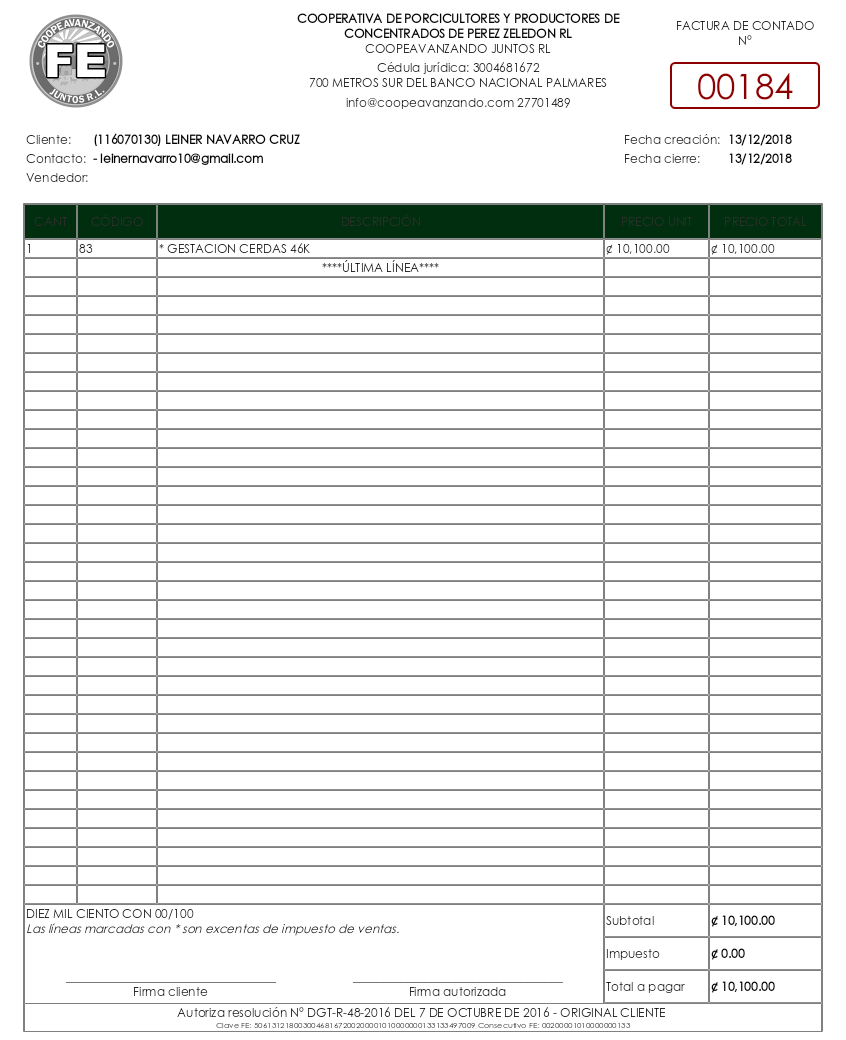 COOPEAVANZANDO
FE
JUNTOS R.L.
COOPERATIVA DE PORCICULTORES Y PRODUCTORES DE
CONCENTRADOS DE PEREZ ZELEDON RL
COOPEAVANZANDO JUNTOS RL
Cédula jurídica: 3004681672
700 METROS SUR DEL BANCO NACIONAL PALMARES
info@coopeavanzando.com 27701489
FACTURA DE CONTADO
N°
00184
Cliente: (116070130) LEINER NAVARRO CRUZ
Contacto: - leinernavarro10@gmail.com
Vendedor:
Fecha creación: 13/12/2018
Fecha cierre: 13/12/2018
CANT CÓDIGO DESCRIPCIÓN PRECIO UNIT PRECIO TOTAL
1 83 * GESTACION CERDAS 46K ¢ 10,100.00 ¢ 10,100.00
****ÚLTIMA LÍNEA****
DIEZ MIL CIENTO CON 00/100
Las líneas marcadas con * son excentas de impuesto de ventas.
Firma cliente Firma autorizada
Subtotal ¢ 10,100.00
Impuesto ¢ 0.00
Total a pagar ¢ 10,100.00
Autoriza resolución N° DGT-R-48-2016 DEL 7 DE OCTUBRE DE 2016 - ORIGINAL CLIENTE
Clave FE: Consecutivo FE: